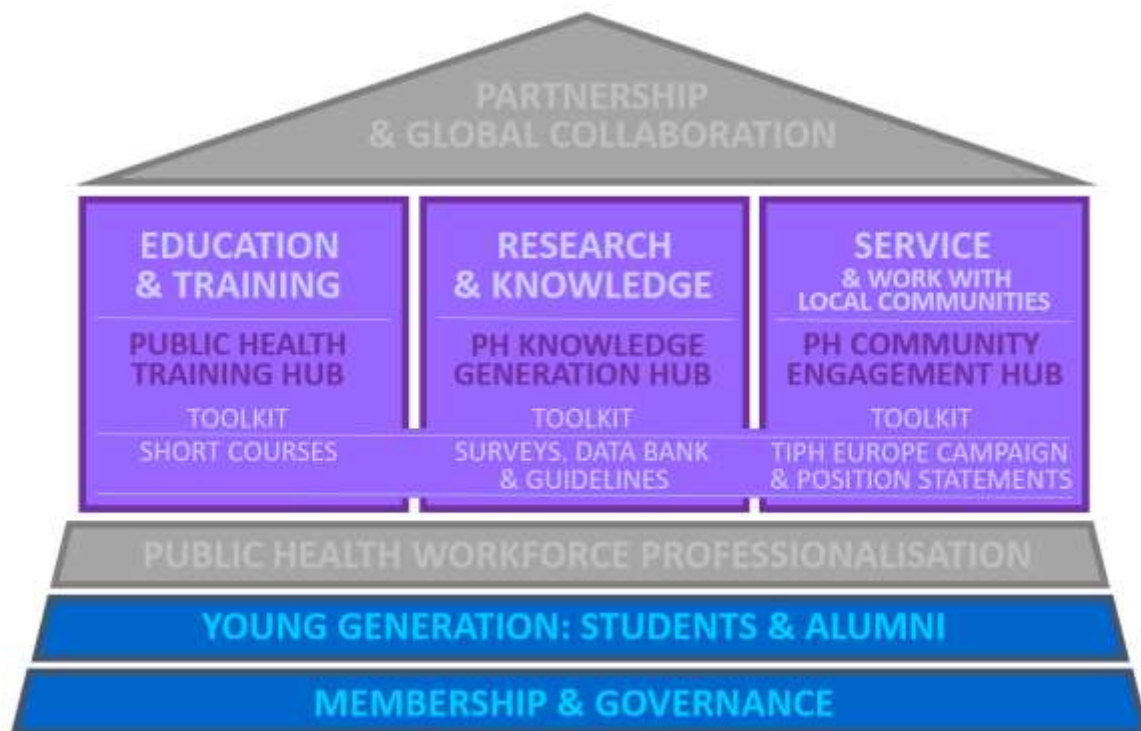 PARTNERSHIP
& GLOBAL COLLABORATION
EDUCATION
& TRAINING
PUBLIC HEALTH
TRAINING HUB
TOOLKIT
SHORT COURSES
RESEARCH
& KNOWLEDGE
PH KNOWLEDGE
GENERATION HUB
TOOLKIT
SURVEYS, DATA BANK
& GUIDELINES
SERVICE
& WORK WITH
LOCAL COMMUNITIES
PH COMMUNITY
ENGAGEMENT HUB
TOOLKIT
TIPH EUROPE CAMPAIGN
& POSITION STATEMENTS
PUBLIC HEALTH WORKFORCE PROFESSIONALISATION
YOUNG GENERATION: STUDENTS & ALUMNI
MEMBERSHIP & GOVERNANCE